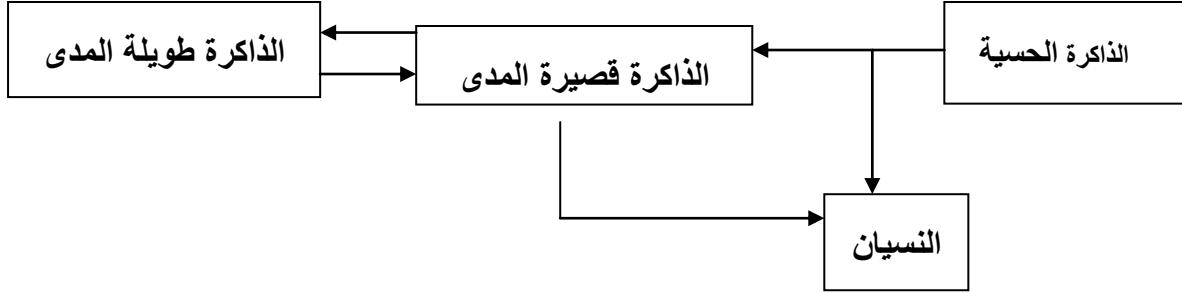 الذاكرة الحسية
الذاكرة قصيرة المدى
الذاكرة طويلة المدى
النسيان